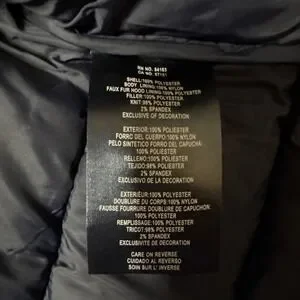 RN NO. 54163
CA NO. 57151
SHELL:100% POLYESTER
BODY LINING:100% NYLON
FAUX FUR HOOD LINING:100% POLYESTER
FILLER:100% POLYESTER
KNIT:98% POLYESTER
2% SPANDEX
EXCLUSIVE OF DECORATION
EXTERIOR:100% POLIESTER
FORRO DEL CUERPO:100% NYLON
PELO SINTETICO FORRO DEL CAPUCHA:
100% POLIESTER
RELLENO:100% POLIESTER
TEJIDO:98% POLIESTER
2% SPANDEX
EXCLUSIVO DE LA DECORACION
EXTÉRIEUR:100% POLYESTER
DOUBLURE DU CORPS:100% NYLON
FAUSSE FOURRURE DOUBLURE DE CAPUCHON:
100% POLYESTER
REMPLISSAGE:100% POLYESTER
TRICOT:98% POLYESTER
2% SPANDEX
EXCLUSIVITÉ DE DÉCORATION
CARE ON REVERSE
CUIDADO AL REVERSO
SOIN SUR L' INVERSE